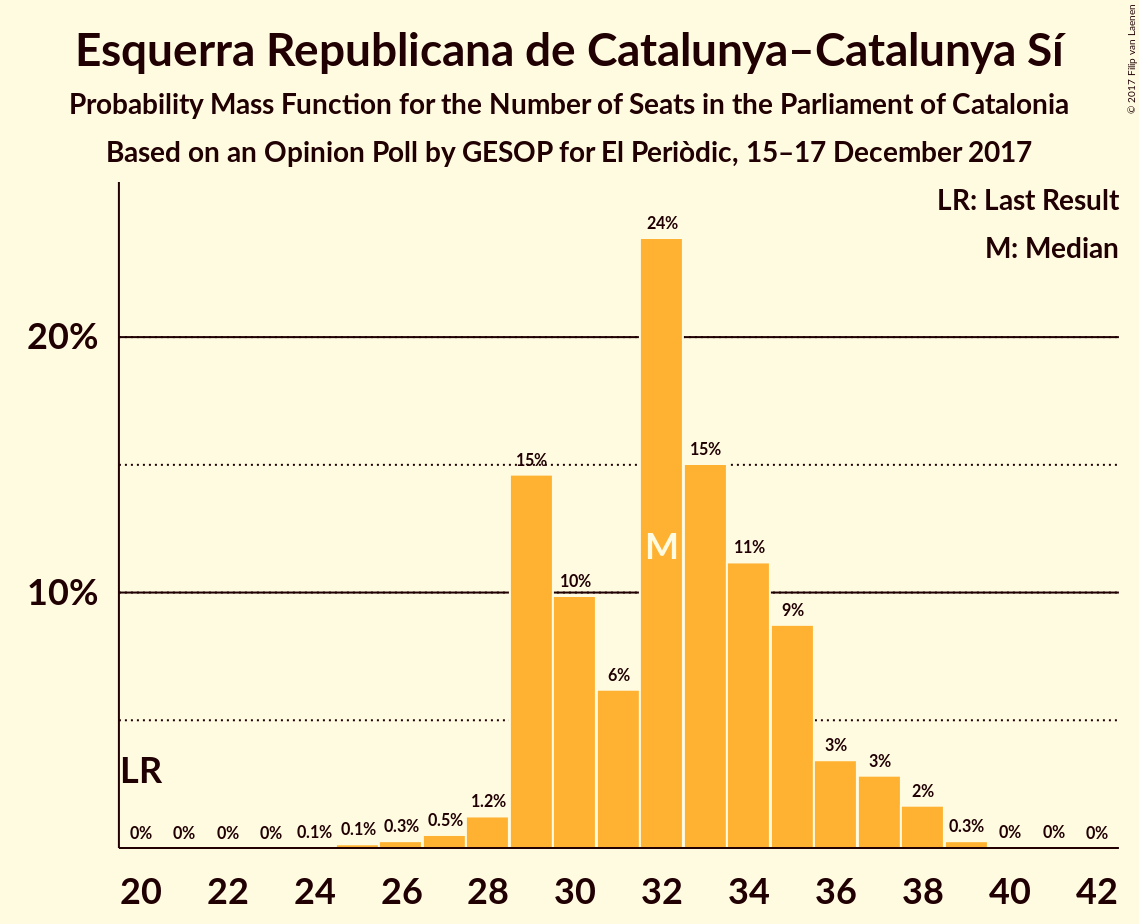 Esquerra Republicana de Catalunya–Catalunya Sí
Probability Mass Function for the Number of Seats in the Parliament of Catalonia
Based on an Opinion Poll by GESOP for El Periòdic, 15–17 December 2017
© 2017 Filip van Laenen
LR: Last Result
M: Median
24%
20%
15%
15%
M
11%
10%
10%
9%
6%
LR
3%
3%
2%
1.2%
0% 0% 0% 0% 0.1% 0.1% 0.3% 0.5% 0.3% 0% 0% 0%
20 22 24 26 28 30 32 34 36 38 40 42